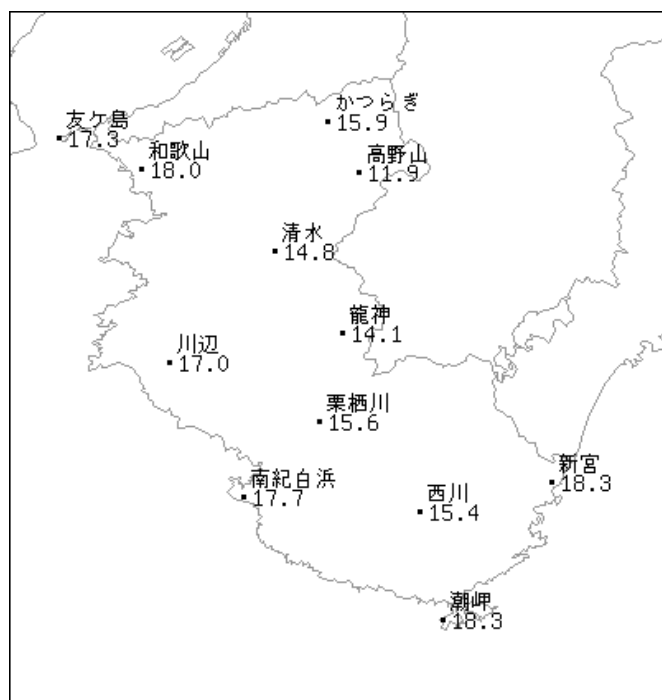 かつらぎ
15.9
友ケ島
17.3
和歌山
18.0
高野山
11.9
清水
14.8
龍神
14.1
川辺
17.0
栗栖川
15.6
新宮
18.3
南紀白浜
17.7
西川
15.4
潮岬
18.3